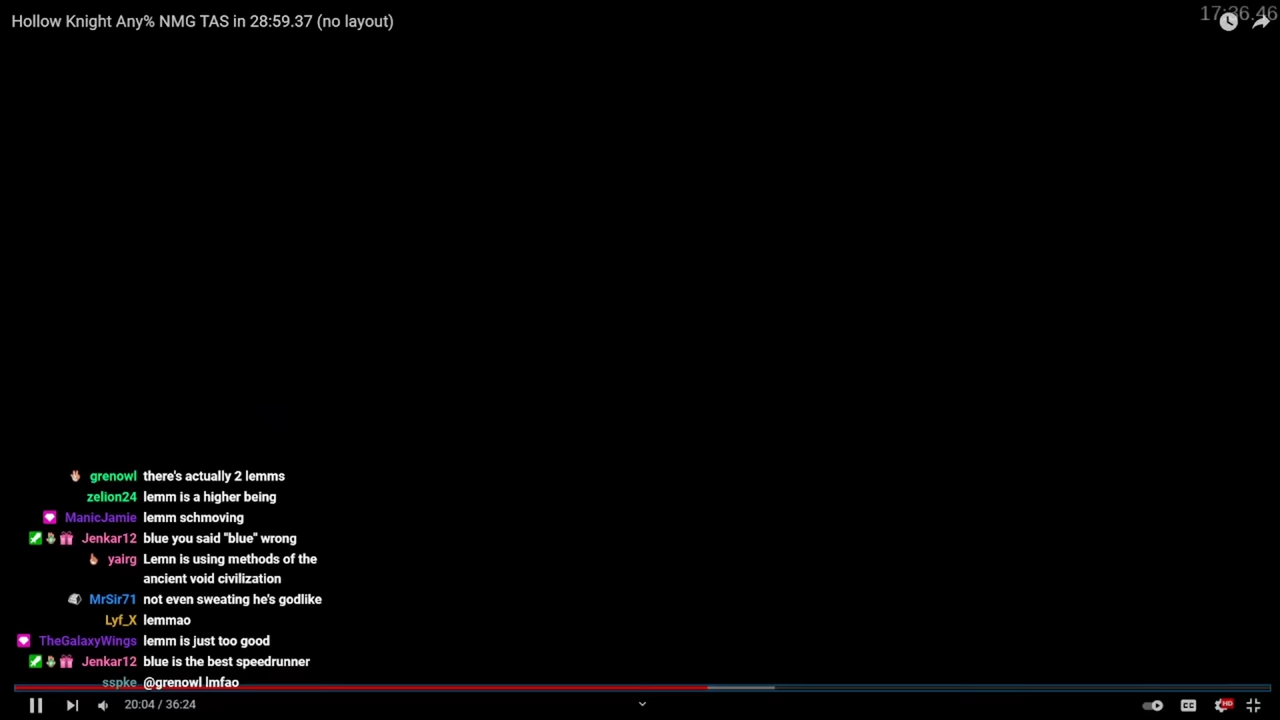 Hollow Knight Any% NMG TAS in 28:59.37 (no layout)
17:36.46
grenowl there's actually 2 lemms
zelion24 lemm is a higher being
ManicJamie lemm schmoving
Jenkar12 blue you said "blue" wrong
yairg Lemn is using methods of the
ancient void civilization
MrSir71 not even sweating he's godlike
Lyf_X lemmao
TheGalaxyWings lemm is just too good
Jenkar12 blue is the best speedrunner
sspke @grenowl lmfao
20:04 / 36:24
CC
HD